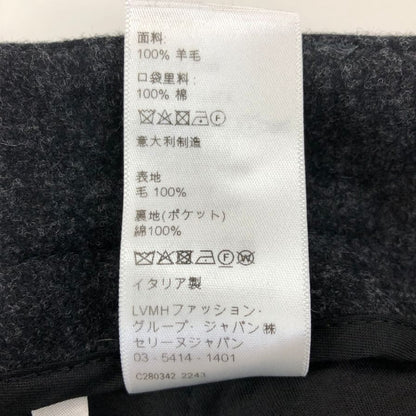 面料:
100% 羊毛
口袋里料:
100% 棉
F
意大利制造
表地
毛 100%
裏地(ポケット)
綿100%
F W
イタリア製
LVMHファッション・
グループ・ジャパン㈱
セリーヌジャパン
03 - 5414 - 1401
C280342 2243